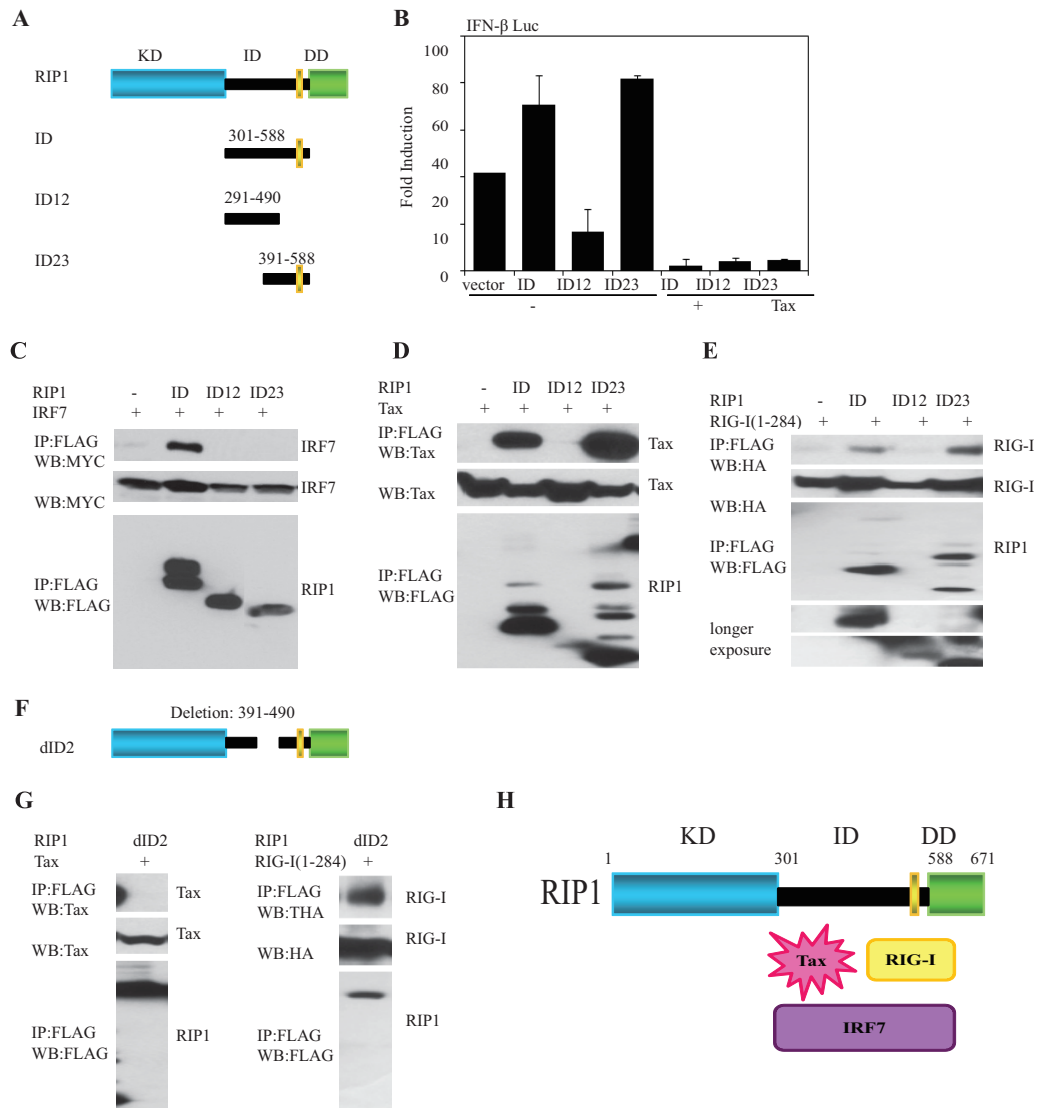 A
KD ID DD
RIP1
ID
301-588
ID12
291-490
ID23
391-588
B
IFN-β Luc
Fold Induction
100
80
60
40
20
10
0
vector ID ID12 ID23 ID ID12 ID23
- + Tax
C
RIP1 - ID ID12 ID23
IRF7 + + + +
IP:FLAG
WB:MYC
IRF7
WB:MYC
IRF7
IP:FLAG
WB:FLAG
RIP1
D
RIP1 - ID ID12 ID23
Tax + + + +
IP:FLAG
WB:Tax
Tax
WB:Tax
Tax
IP:FLAG
WB:FLAG
RIP1
E
RIP1 - ID ID12 ID23
RIG-I(1-284) + + + +
IP:FLAG
WB:HA
RIG-I
WB:HA
RIG-I
IP:FLAG
WB:FLAG
RIP1
longer
exposure
F
Deletion: 391-490
dID2
G
RIP1 dID2
Tax +
IP:FLAG
WB:Tax
Tax
WB:Tax
Tax
IP:FLAG
WB:FLAG
RIP1
RIP1 dID2
RIG-I(1-284) +
IP:FLAG
WB:THA
RIG-I
WB:HA
RIG-I
IP:FLAG
WB:FLAG
RIP1
H
KD ID DD
1 301 588 671
RIP1
Tax
RIG-I
IRF7